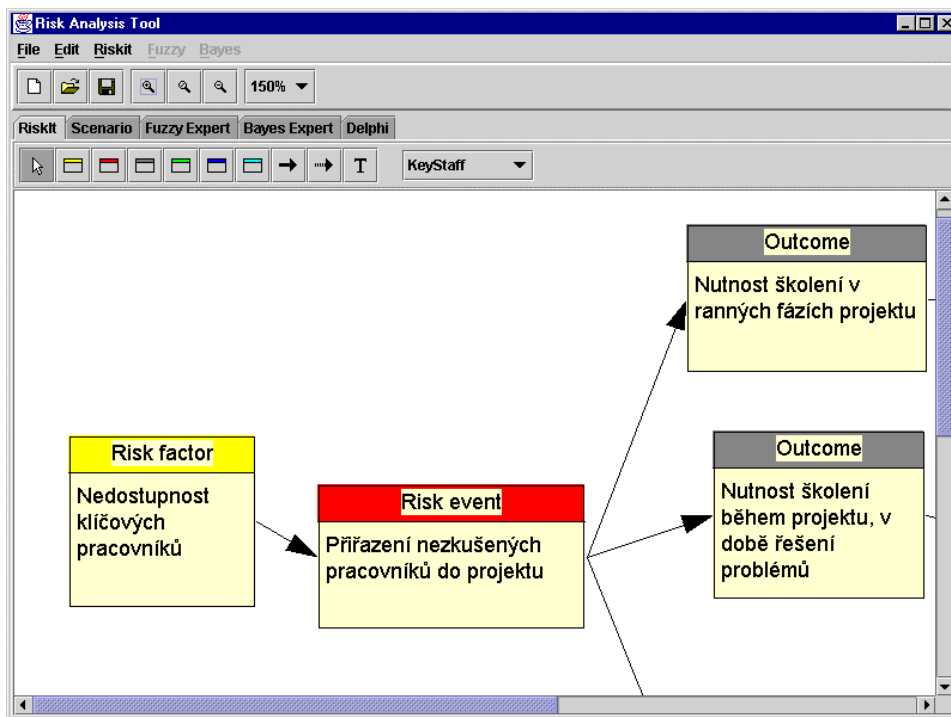 Risk Analysis Tool
File Edit Riskit Fuzzy Bayes
150%
RiskIt Scenario Fuzzy Expert Bayes Expert Delphi
T KeyStaff
Outcome
Nutnost školení v
ranných fázích projektu
Risk factor
Nedostupnost
klíčových
pracovníků
Risk event
Přiřazení nezkušených
pracovníků do projektu
Outcome
Nutnost školení
během projektu, v
době řešení
problémů